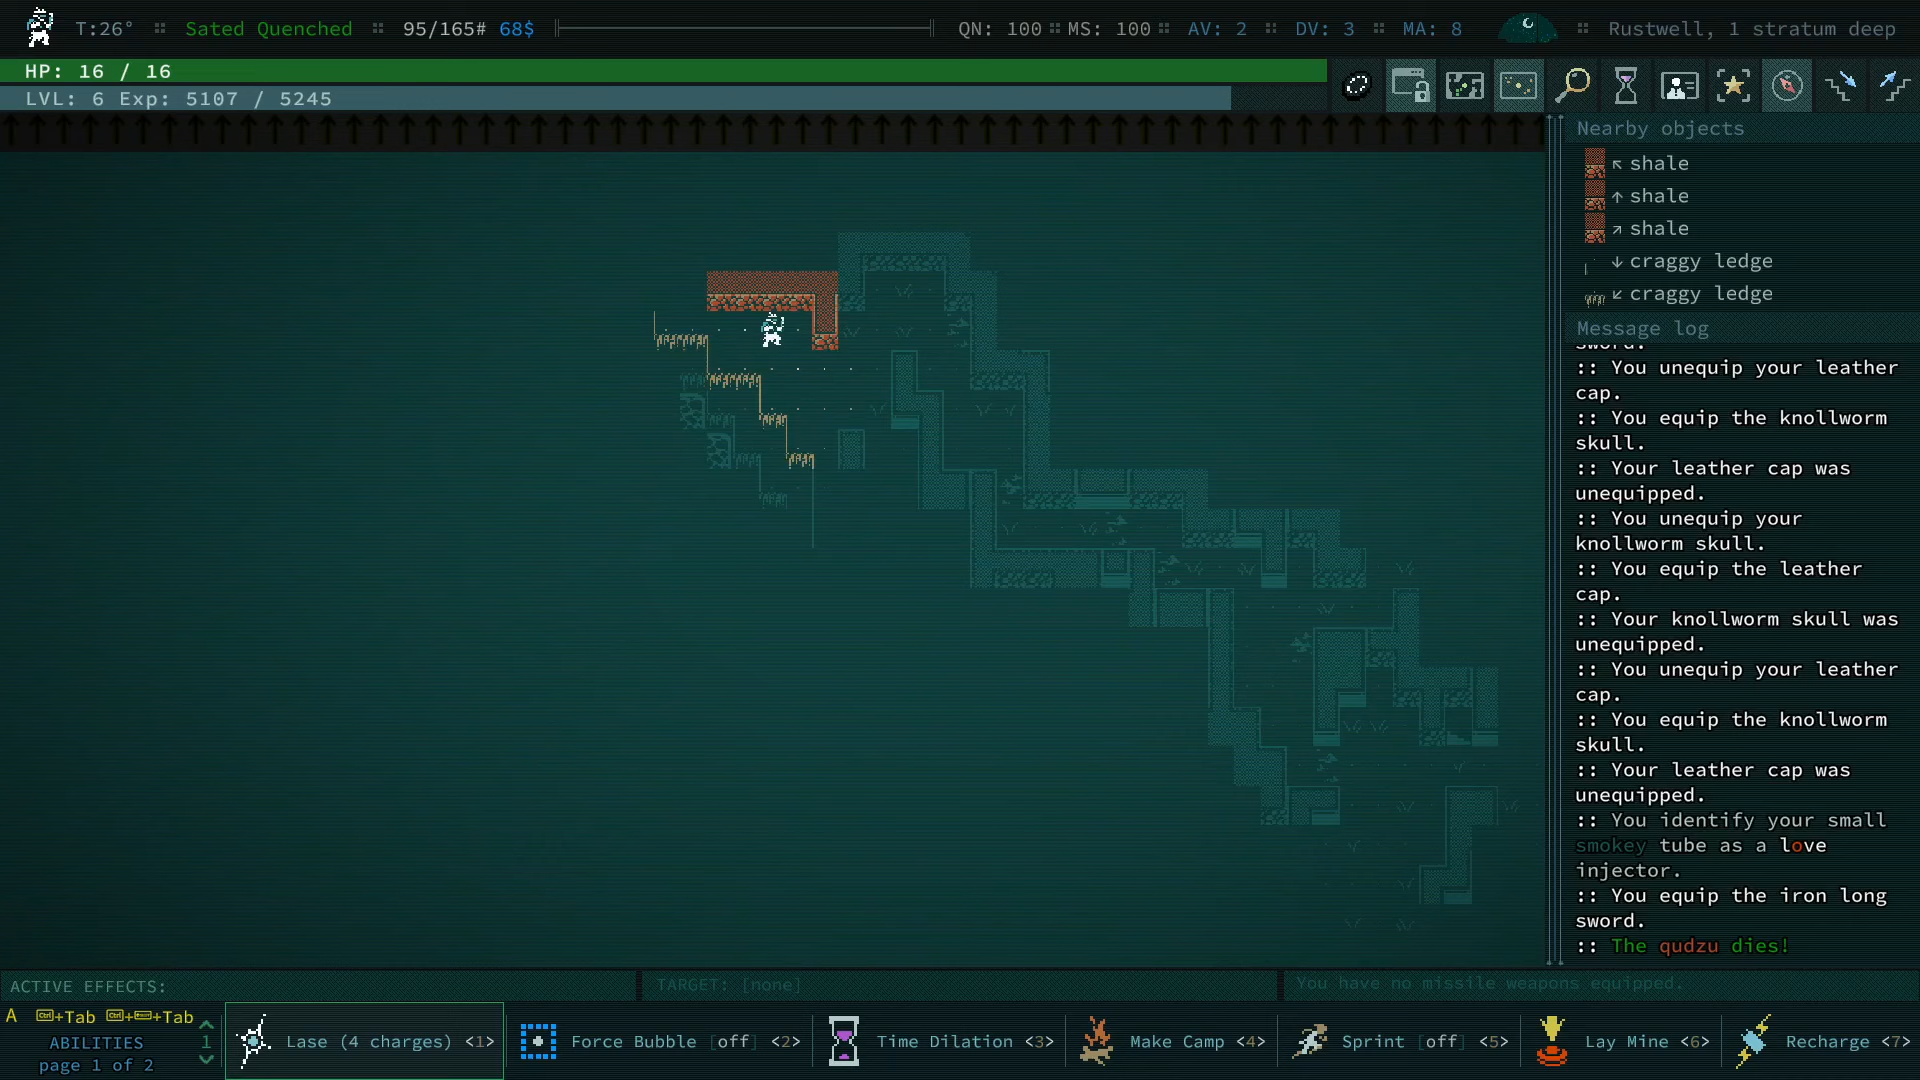 T:26° Sated Quenched 95/165# 68$ QN: 100 MS: 100 AV: 2 DV: 3 MA: 8 Rustwell, 1 stratum deep
HP: 16 / 16
LVL: 6 Exp: 5107 / 5245
Nearby objects
shale
shale
shale
craggy ledge
craggy ledge
Message log
sword.
:: You unequip your leather
cap.
:: You equip the knollworm
skull.
:: Your leather cap was
unequipped.
:: You unequip your
knollworm skull.
:: You equip the leather
cap.
:: Your knollworm skull was
unequipped.
:: You unequip your leather
cap.
:: You equip the knollworm
skull.
:: Your leather cap was
unequipped.
:: You identify your small
smokey tube as a love
injector.
:: You equip the iron long
sword.
:: The qudzu dies!
ACTIVE EFFECTS:
TARGET: [none]
You have no missile weapons equipped.
A Ctrl+Tab Ctrl+ +Tab
ABILITIES
page 1 of 2
1
Lase (4 charges) <1>
Force Bubble [off] <2>
Time Dilation <3>
Make Camp <4>
Sprint [off] <5>
Lay Mine <6>
Recharge <7>